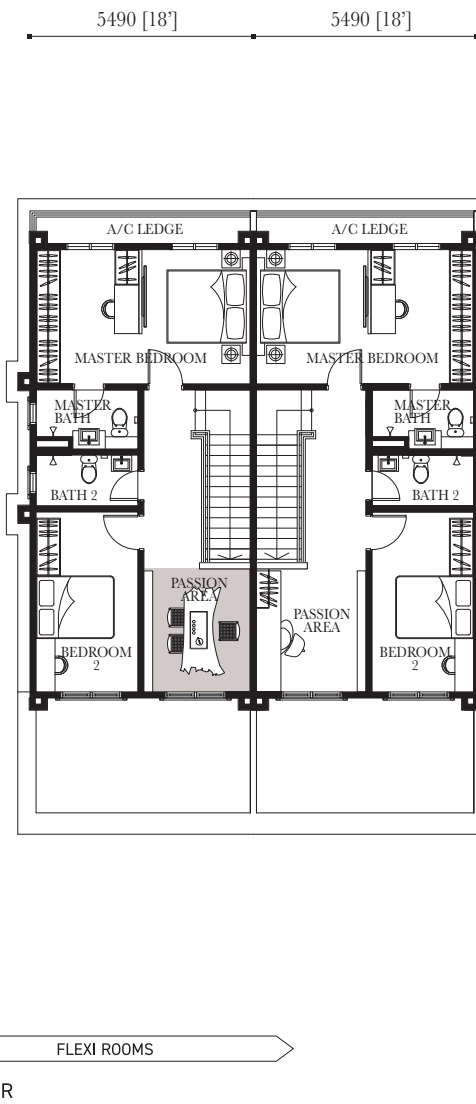 5490 [18’] 5490 [18’]
A/C LEDGE A/C LEDGE
MASTER BEDROOM MASTER BEDROOM
MASTER
BATH
MASTER
BATH
BATH 2 BATH 2
PASSION
AREA
PASSION
AREA
BEDROOM
2
BEDROOM
2
FLEXI ROOMS
R